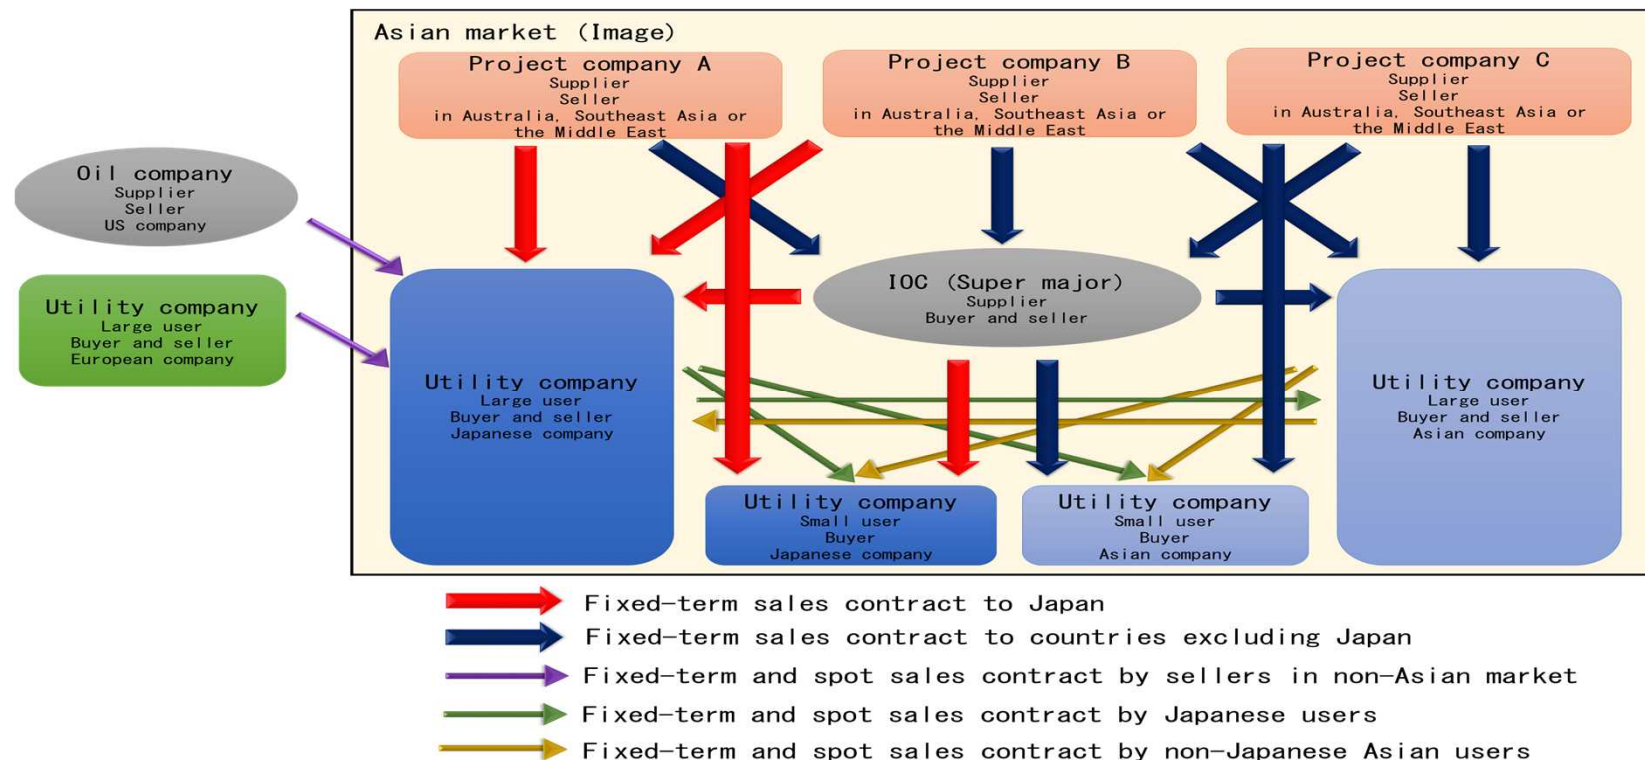 Asian market (Image)
Project company A
Supplier
Seller
in Australia, Southeast Asia or
the Middle East
Project company B
Supplier
Seller
in Australia, Southeast Asia or
the Middle East
Project company C
Supplier
Seller
in Australia, Southeast Asia or
the Middle East
Oil company
Supplier
Seller
US company
Utility company
Large user
Buyer and seller
European company
IOC (Super major)
Supplier
Buyer and seller
Utility company
Large user
Buyer and seller
Japanese company
Utility company
Large user
Buyer and seller
Asian company
Utility company
Small user
Buyer
Japanese company
Utility company
Small user
Buyer
Asian company
Fixed-term sales contract to Japan
Fixed-term sales contract to countries excluding Japan
Fixed-term and spot sales contract by sellers in non-Asian market
Fixed-term and spot sales contract by Japanese users
Fixed-term and spot sales contract by non-Japanese Asian users